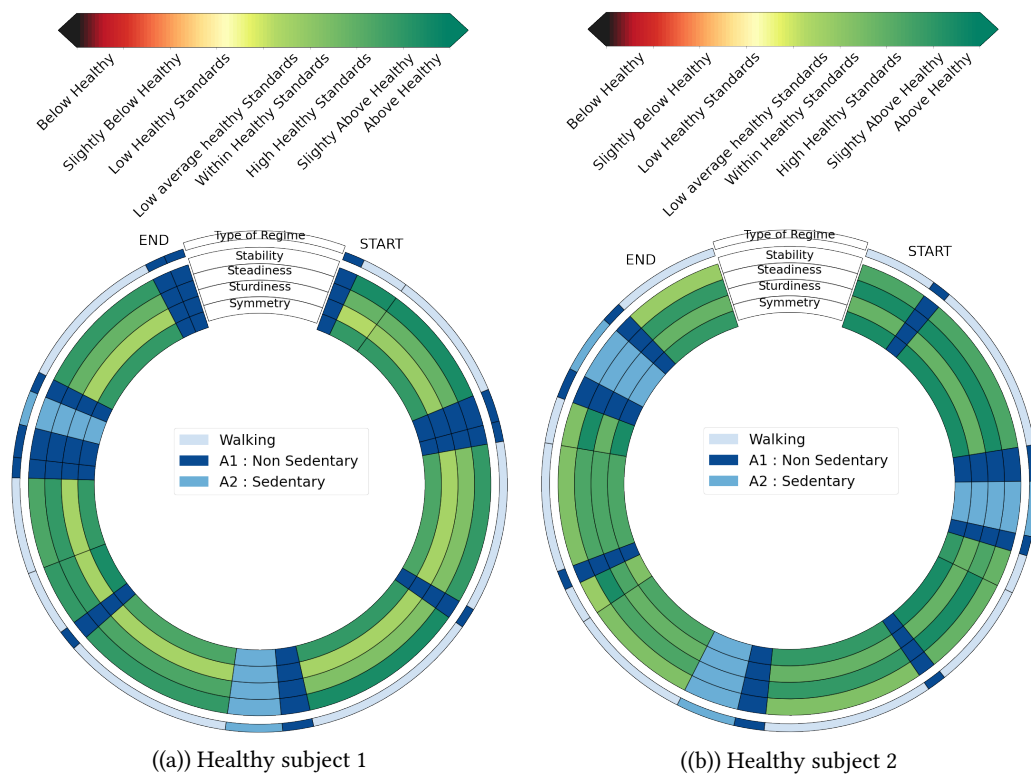 Below Healthy
Slightly Below Healthy
Low Healthy Standards
Low average healthy Standards
Within Healthy Standards
High Healthy Standards
Slighty Above Healthy
Above Healthy
END
Type of Regime
START
Stability
Steadiness
Sturdiness
Symmetry
Walking
A1 : Non Sedentary
A2 : Sedentary
((a)) Healthy subject 1
Below Healthy
Slightly Below Healthy
Low Healthy Standards
Low average healthy Standards
Within Healthy Standards
High Healthy Standards
Slighty Above Healthy
Above Healthy
END
Type of Regime
START
Stability
Steadiness
Sturdiness
Symmetry
Walking
A1 : Non Sedentary
A2 : Sedentary
((b)) Healthy subject 2